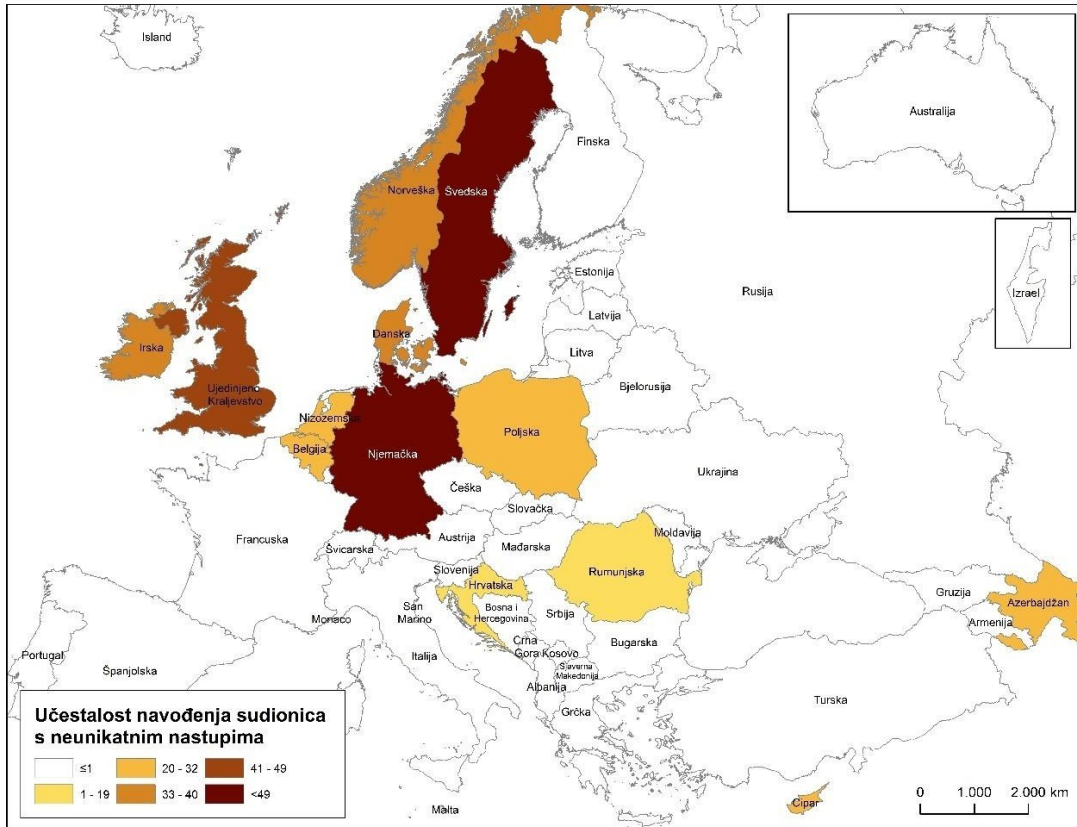 Island
Australija
Finska
Norveška
Švedska
Estonija
Rusija
Izrael
Latvija
Danska
Irska
Litva
Bjelorusija
Ujedinjeno
Kraljevstvo
Nizozemska
Poljska
Belgija
Njemačka
Ukrajina
Češka
Slovačka
Francuska
Austrija
Moldavija
Švicarska
Mađarska
Slovenija
Rumunjska
Hrvatska
Gruzija
Azerbajdžan
Monaco
San
Marino
Bosna i
Hercegovina
Srbija
Armenija
Portugal
Španjolska
Italija
Crna
Gora
Kosovo
Bugarska
Sjeverna
Makedonija
Albanija
Turska
Grčka
Cipar
Malta
Učestalost navođenja sudionica
s neunikatnim nastupima
≤1
20 - 32
41 - 49
1 - 19
33 - 40
<49
0 1.000 2.000 km